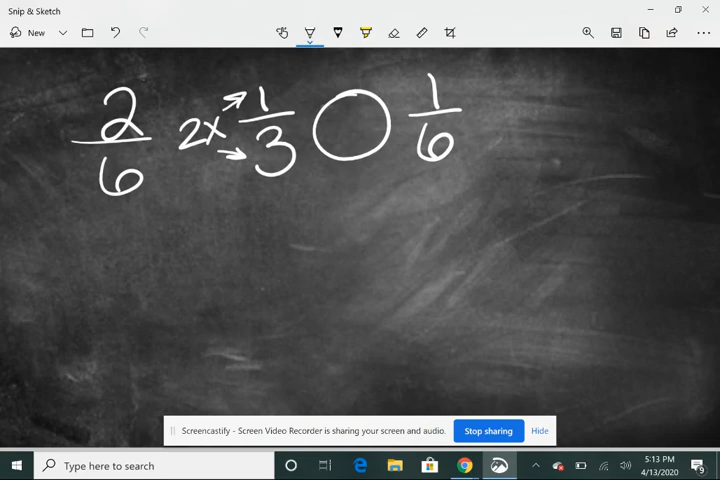 Snip & Sketch
New
2/6 2x → 1/3 → ○ 1/6
Screencastify - Screen Video Recorder is sharing your screen and audio. Stop sharing Hide
Type here to search
5:13 PM
4/13/2020
9